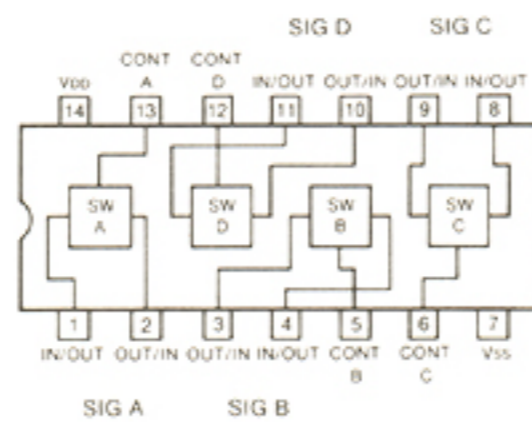 SIG D SIG C
CONT CONT
VDD A D IN/OUT OUT/IN OUT/IN IN/OUT
14 13 12 11 10 9 8
SW SW SW SW
A D B C
1 2 3 4 5 6 7
IN/OUT OUT/IN OUT/IN IN/OUT CONT CONT VSS
B C
SIG A SIG B